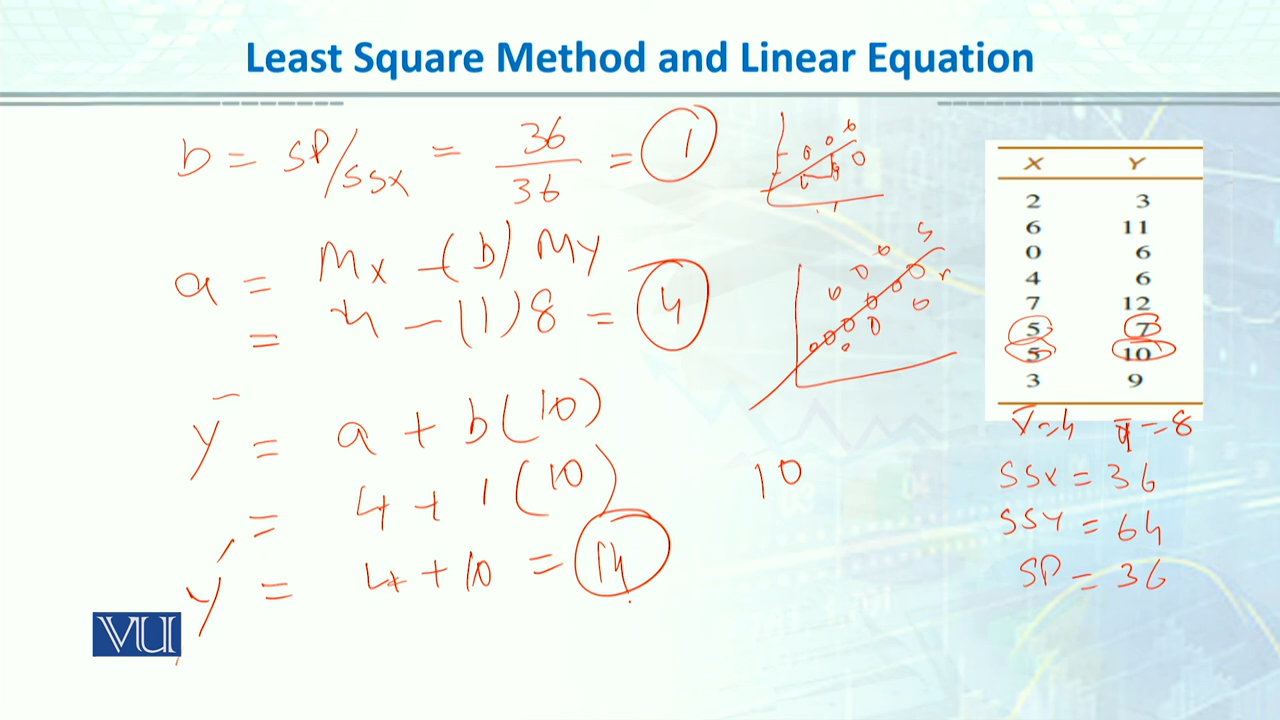 Least Square Method and Linear Equation
b = SP/SSX = 36/36 = 1
a = Mx - (b) My
= 4 - (1) 8 = 4
Y = a + b(10)
= 4 + 1(10)
Y' = 4 + 10 = 14
10
X Y
2 3
6 11
0 6
4 6
7 12
5 7
5 10
3 9
= 4 = 8
SSX = 36
SSY = 64
SP = 36
VU